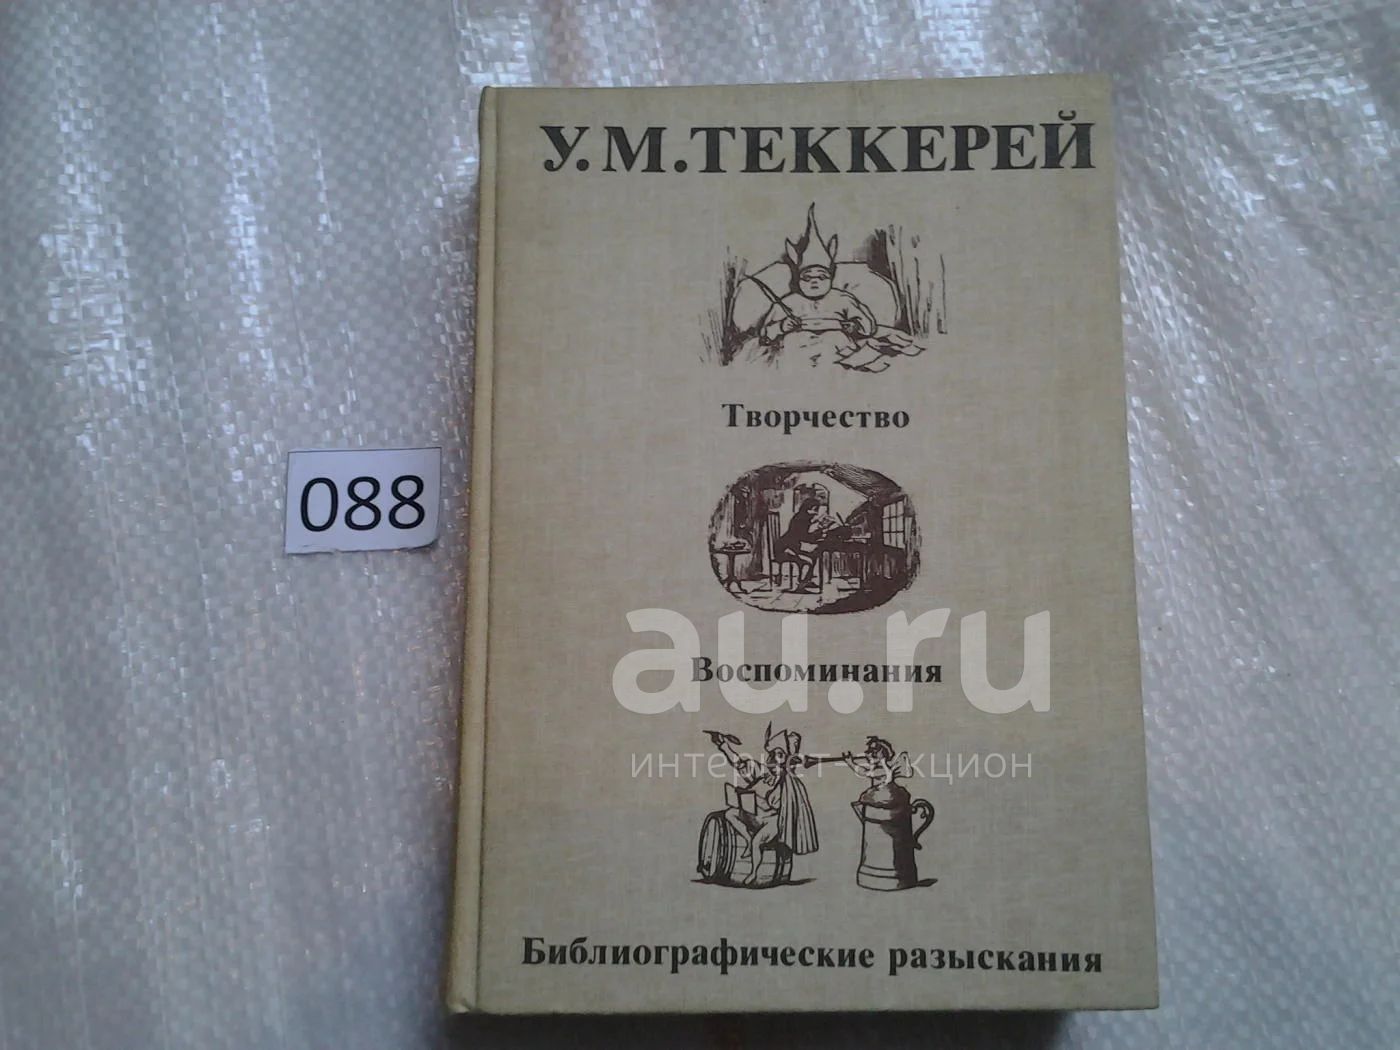 У. М. ТЕККЕРЕЙ
Творчество
088
au.ru
Воспоминания
интернет-аукцион
Библиографические разыскания